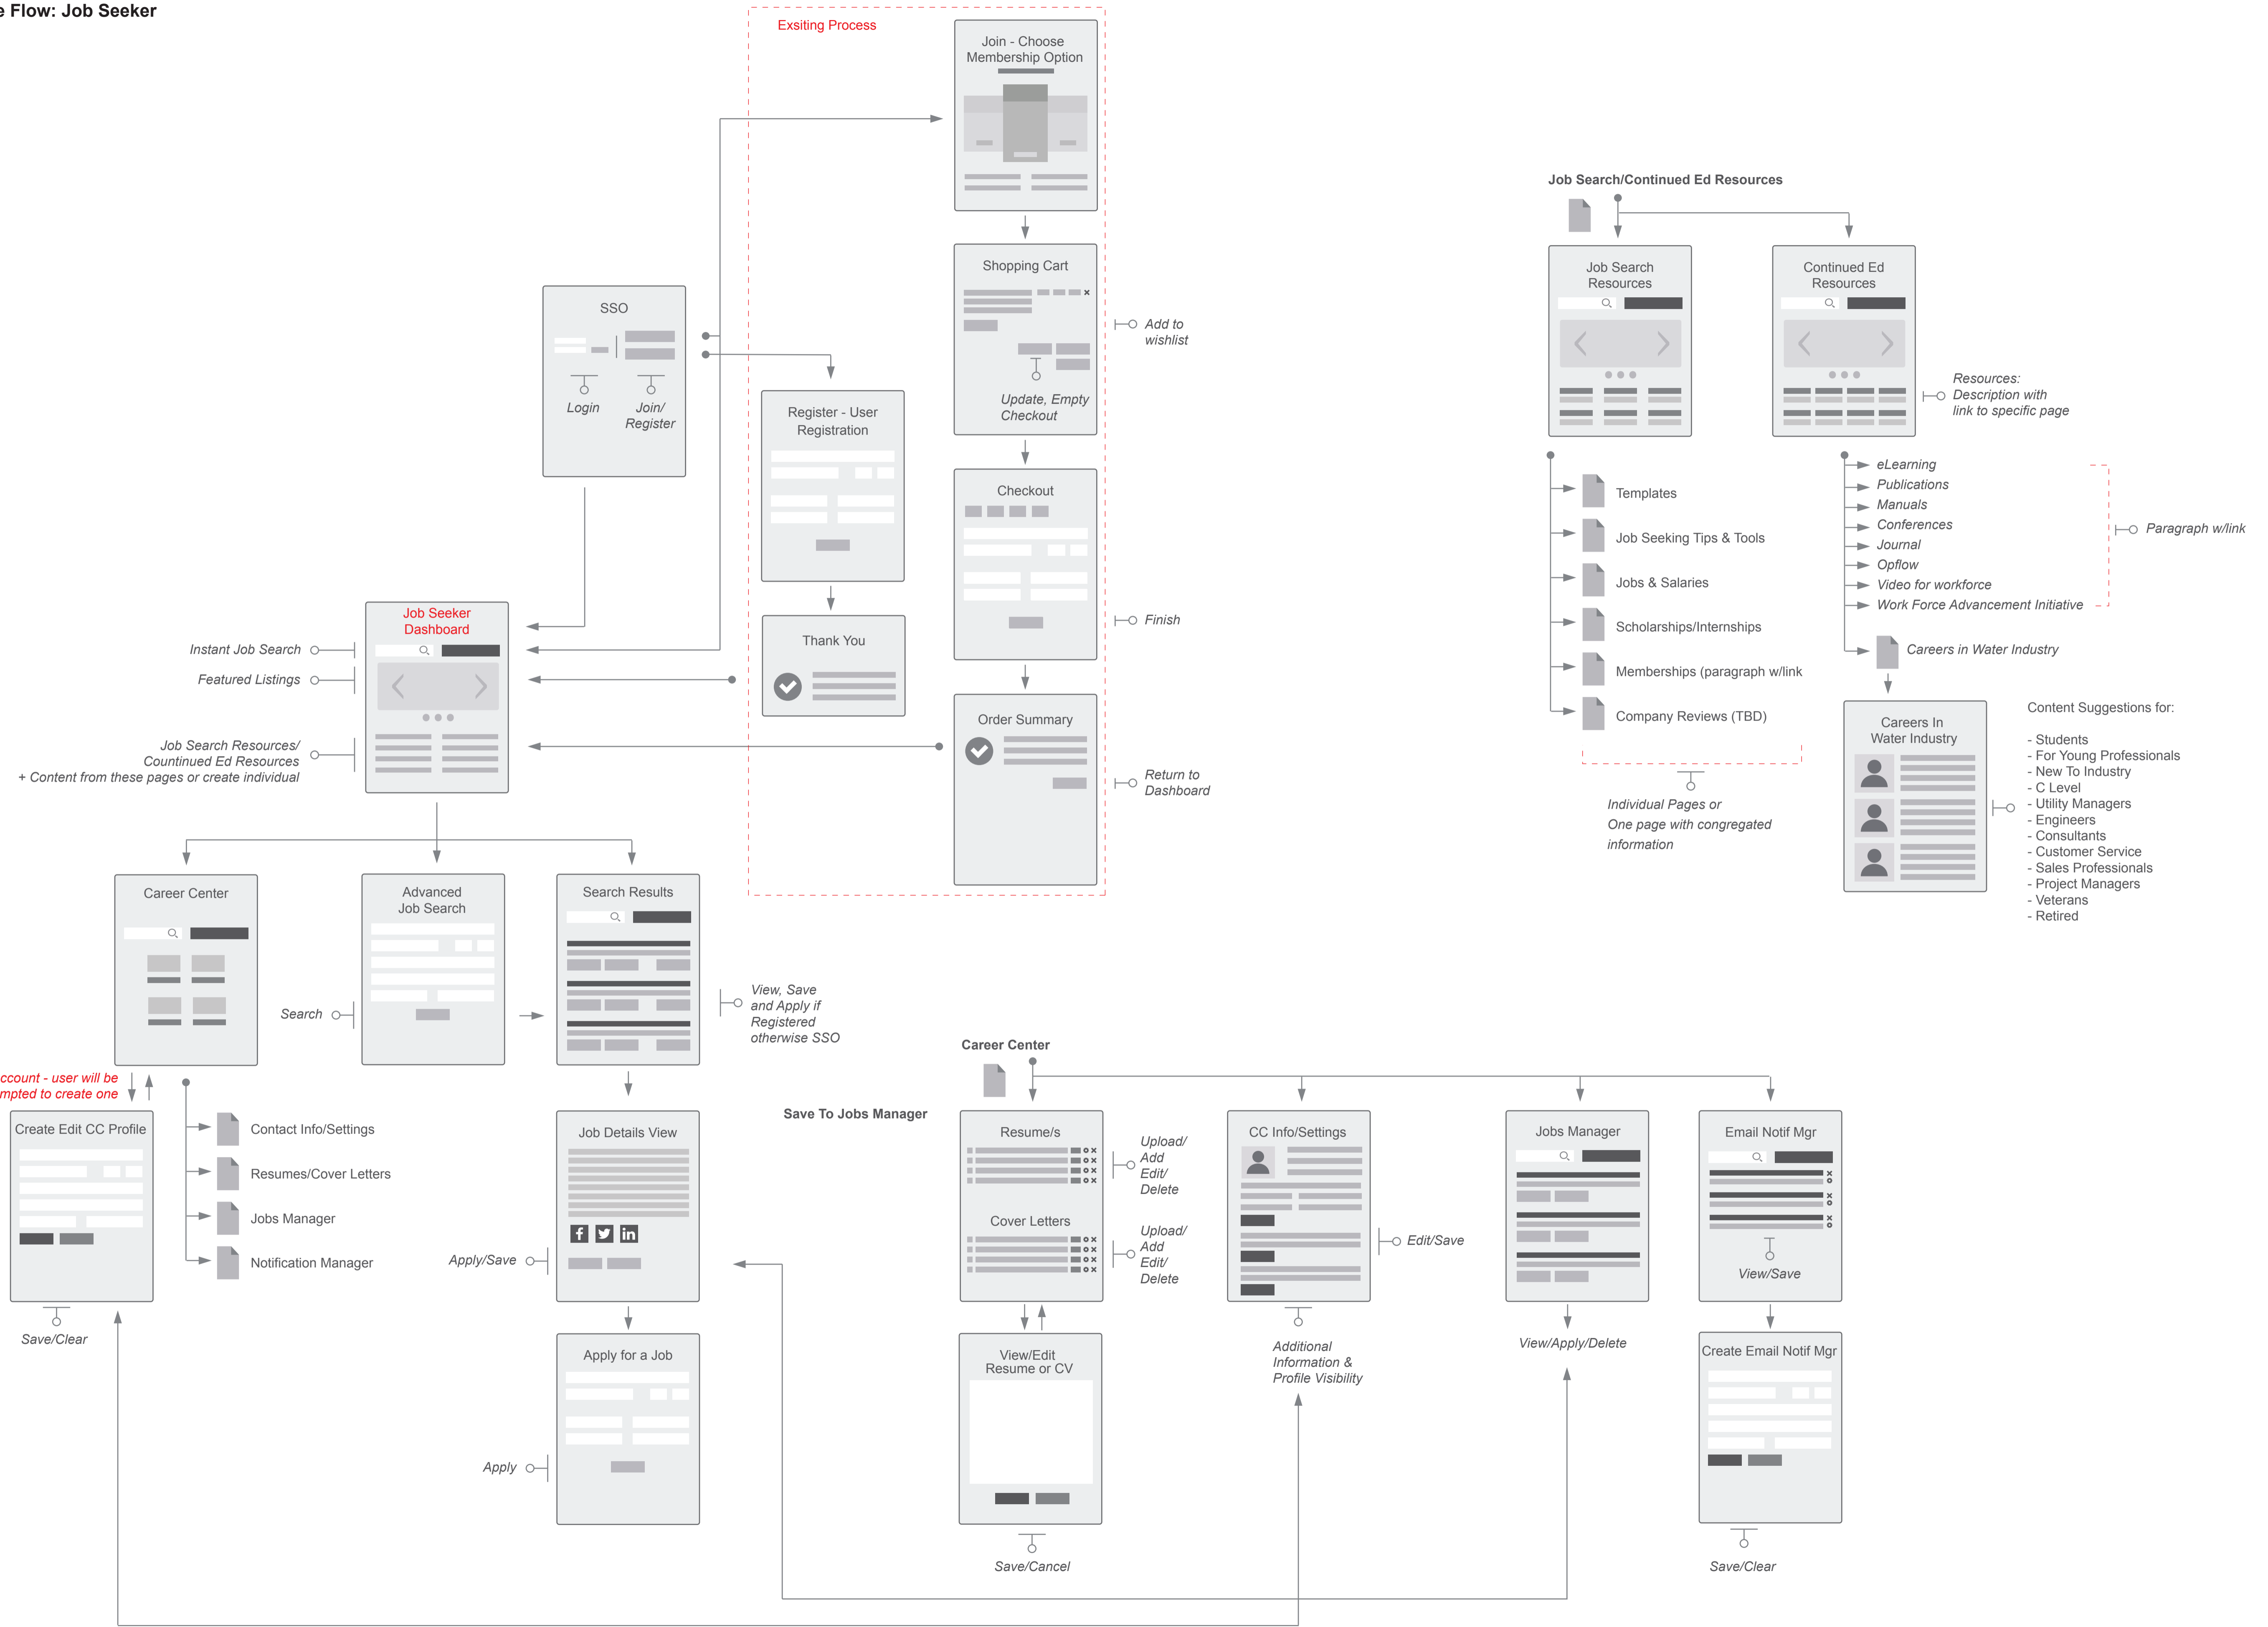 e Flow: Job Seeker
Exsiting Process
Join - Choose
Membership Option
Shopping Cart
Add to
wishlist
Update, Empty
Checkout
SSO
Login
Join/
Register
Register - User
Registration
Checkout
Finish
Thank You
Order Summary
Return to
Dashboard
Job Seeker
Dashboard
Instant Job Search
Featured Listings
Job Search Resources/
Countinued Ed Resources
+ Content from these pages or create individual
Job Search/Continued Ed Resources
Job Search
Resources
Continued Ed
Resources
Resources:
Description with
link to specific page
Templates
Job Seeking Tips & Tools
Jobs & Salaries
Scholarships/Internships
Memberships (paragraph w/link
Company Reviews (TBD)
Individual Pages or
One page with congregated
information
eLearning
Publications
Manuals
Conferences
Journal
Opflow
Video for workforce
Work Force Advancement Initiative
Paragraph w/link
Careers in Water Industry
Careers In
Water Industry
Content Suggestions for:
- Students
- For Young Professionals
- New To Industry
- C Level
- Utility Managers
- Engineers
- Consultants
- Customer Service
- Sales Professionals
- Project Managers
- Veterans
- Retired
Career Center
Advanced
Job Search
Search
Search Results
View, Save
and Apply if
Registered
otherwise SSO
ccount - user will be
mpted to create one
Create Edit CC Profile
Save/Clear
Contact Info/Settings
Resumes/Cover Letters
Jobs Manager
Notification Manager
Job Details View
f
in
Apply/Save
Apply for a Job
Apply
Save To Jobs Manager
Career Center
Resume/s
Upload/
Add
Edit/
Delete
Cover Letters
Upload/
Add
Edit/
Delete
View/Edit
Resume or CV
Save/Cancel
CC Info/Settings
Edit/Save
Additional
Information &
Profile Visibility
Jobs Manager
View/Apply/Delete
Email Notif Mgr
View/Save
Create Email Notif Mgr
Save/Clear